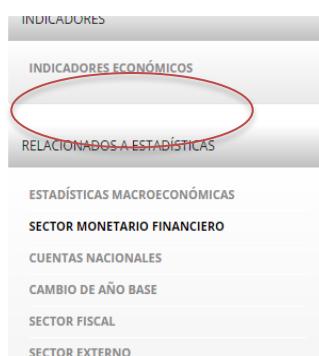 INDICADORES
INDICADORES ECONÓMICOS
RELACIONADOS A ESTADÍSTICAS
ESTADÍSTICAS MACROECONÓMICAS
SECTOR MONETARIO FINANCIERO
CUENTAS NACIONALES
CAMBIO DE AÑO BASE
SECTOR FISCAL
SECTOR EXTERNO